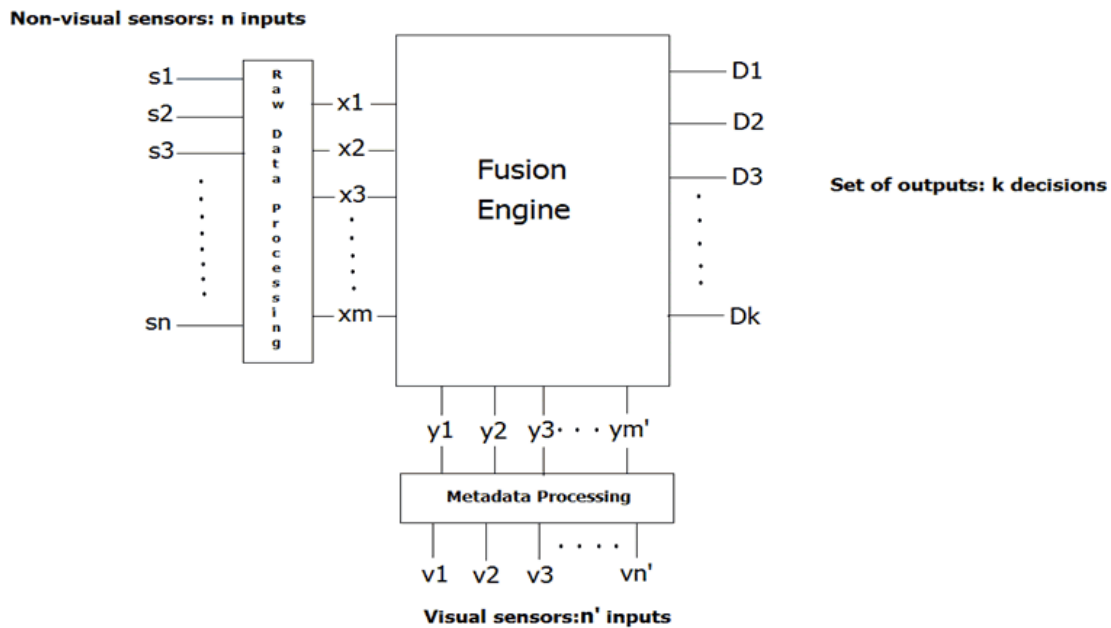 Non-visual sensors: n inputs
s1
s2
s3
sn
Raw Data Processing
x1
x2
x3
xm
Fusion
Engine
D1
D2
D3
Dk
Set of outputs: k decisions
y1 y2 y3 ym'
Metadata Processing
v1 v2 v3 vn'
Visual sensors:n' inputs